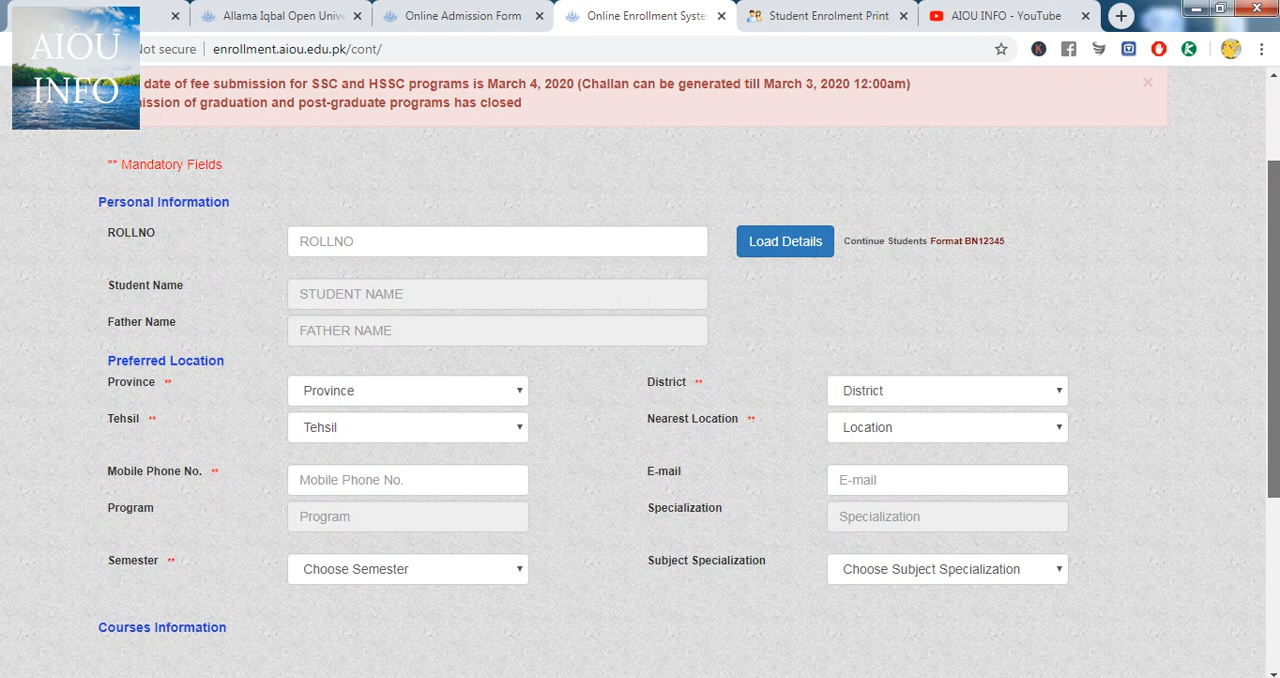 Allama Iqbal Open Unive
Online Admission Form
Online Enrollment Syste
Student Enrolment Print
AIOU INFO - YouTube
Not secure
enrollment.aiou.edu.pk/cont/
AIOU
INFO
date of fee submission for SSC and HSSC programs is March 4, 2020 (Challan can be generated till March 3, 2020 12:00am)
of graduation and post-graduate programs has closed
** Mandatory Fields
Personal Information
ROLLNO
ROLLNO
Load Details
Continue Students Format BN12345
Student Name
STUDENT NAME
Father Name
FATHER NAME
Preferred Location
Province **
Province
District **
District
Tehsil **
Tehsil
Nearest Location **
Location
Mobile Phone No. **
Mobile Phone No.
E-mail
E-mail
Program
Program
Specialization
Specialization
Semester **
Choose Semester
Subject Specialization
Choose Subject Specialization
Courses Information